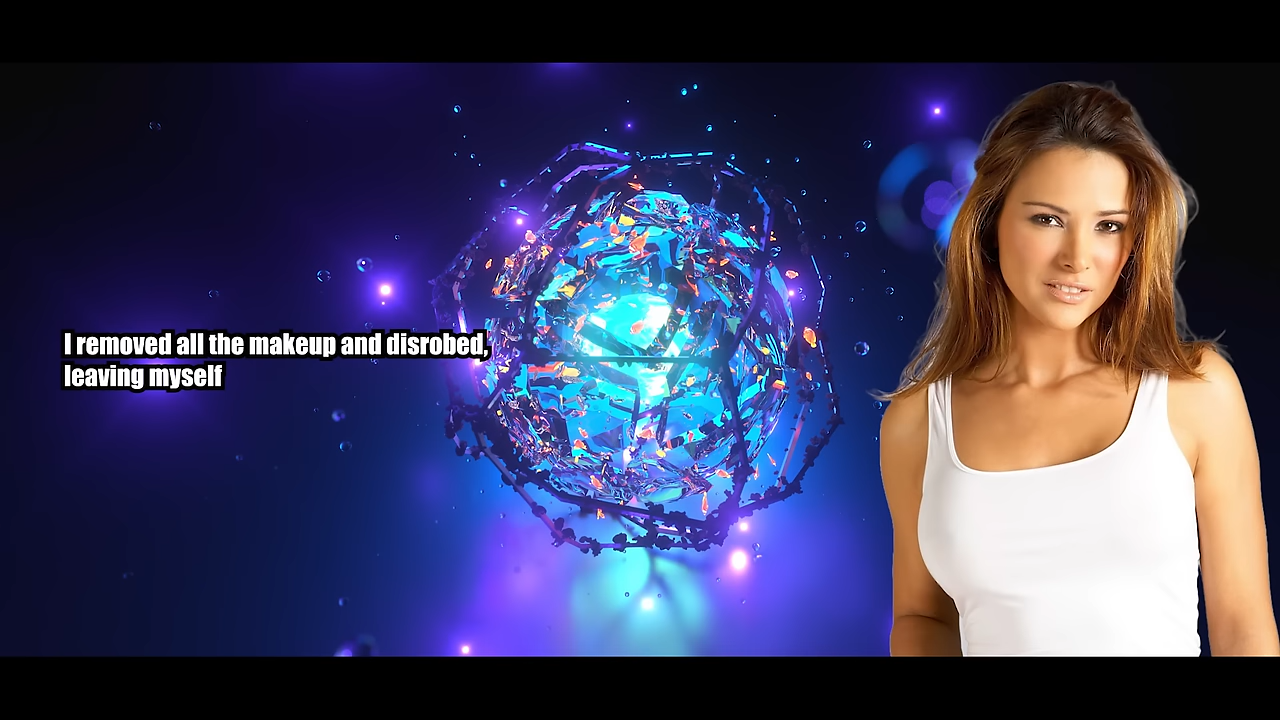 I removed all the makeup and disrobed,
leaving myself